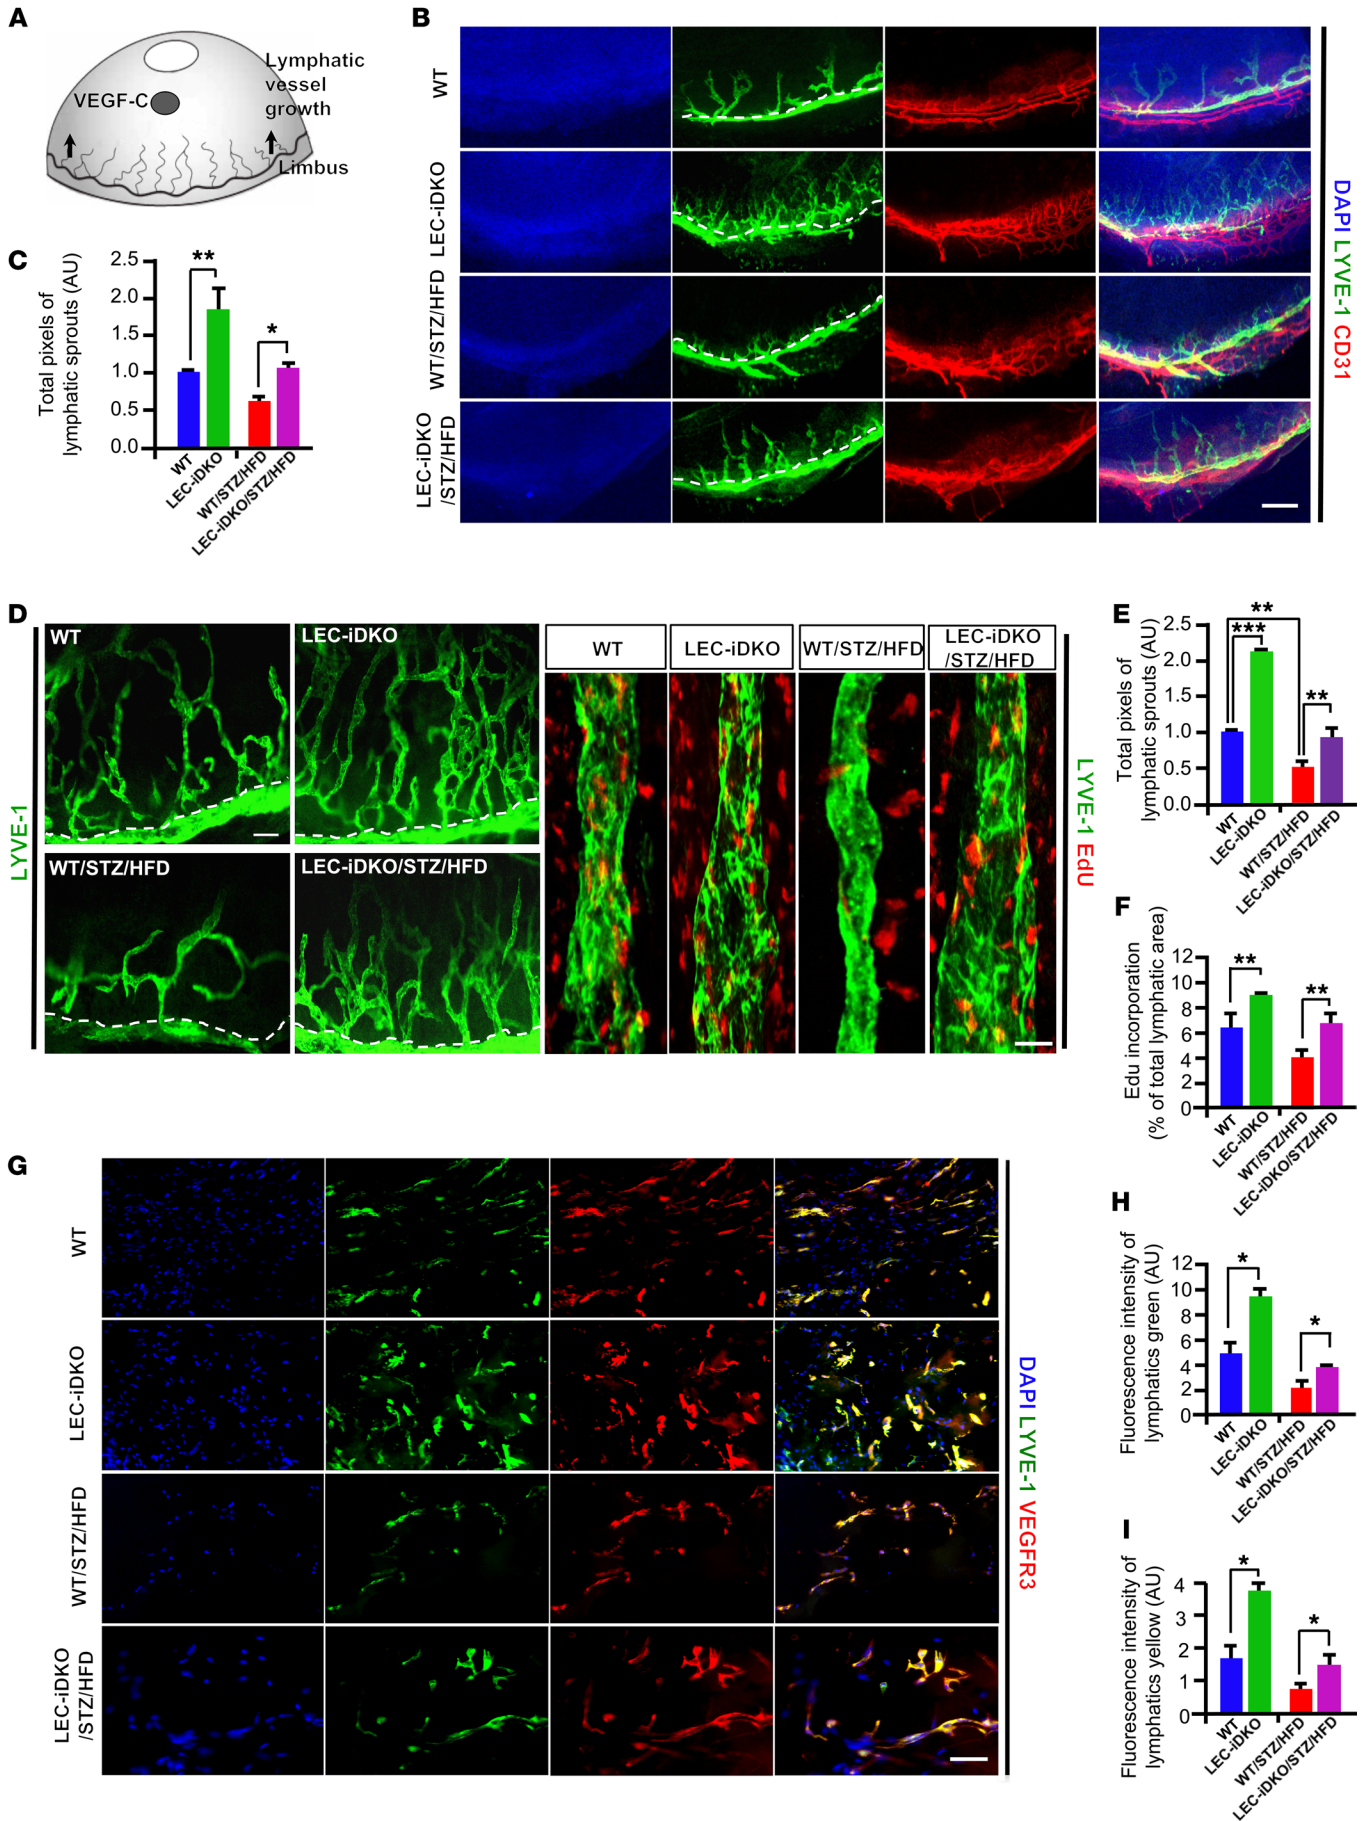 A
Lymphatic
vessel
growth
VEGF-C
Limbus
B
WT
LEC-iDKO
WT/STZ/HFD
LEC-iDKO
/STZ/HFD
DAPI LYVE-1 CD31
C
Total pixels of
lymphatic sprouts (AU)
2.5
2.0
1.5
1.0
0.5
0.0
**
*
WT
LEC-iDKO
WT/STZ/HFD
LEC-iDKO/STZ/HFD
D
LYVE-1
WT
LEC-iDKO
WT/STZ/HFD
LEC-iDKO/STZ/HFD
WT
LEC-iDKO
WT/STZ/HFD
LEC-iDKO
/STZ/HFD
LYVE-1 EdU
E
Total pixels of
lymphatic sprouts (AU)
2.5
2.0
1.5
1.0
0.5
0.0
**
***
**
WT
LEC-iDKO
WT/STZ/HFD
LEC-iDKO/STZ/HFD
F
Edu incorporation
(% of total lymphatic area)
12
10
8
6
4
2
0
**
**
WT
LEC-iDKO
WT/STZ/HFD
LEC-iDKO/STZ/HFD
G
WT
LEC-iDKO
WT/STZ/HFD
LEC-iDKO
/STZ/HFD
DAPI LYVE-1 VEGFR3
H
Fluorescence intensity of
lymphatics green (AU)
12
10
8
6
4
2
0
*
*
WT
LEC-iDKO
WT/STZ/HFD
LEC-iDKO/STZ/HFD
I
Fluorescence intensity of
lymphatics yellow (AU)
4
3
2
1
0
*
*
WT
LEC-iDKO
WT/STZ/HFD
LEC-iDKO/STZ/HFD